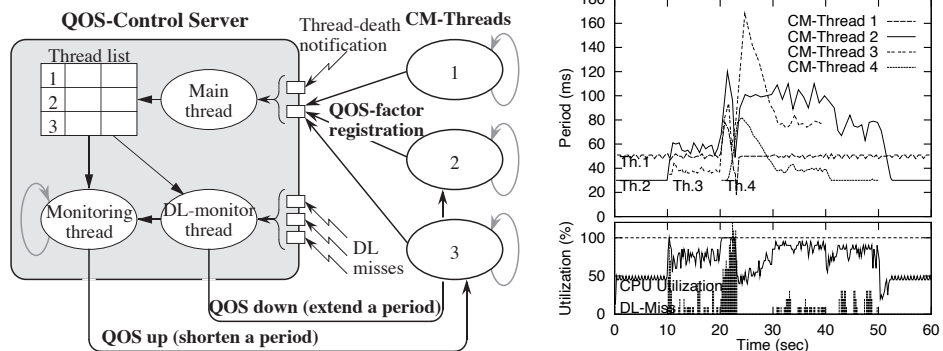 QOS-Control Server
Thread-death
notification
CM-Threads
Thread list
1
2
3
Main
thread
1
QOS-factor
registration
2
Monitoring
thread
DL-monitor
thread
DL
misses
3
QOS down (extend a period)
QOS up (shorten a period)
180
160
140
120
100
80
60
40
20
0
Period (ms)
CM-Thread 1
CM-Thread 2
CM-Thread 3
CM-Thread 4
Th.1
Th.2
Th.3
Th.4
100
50
0
Utilization (%)
CPU Utilization
DL-Miss
0
10
20
30
40
50
60
Time (sec)